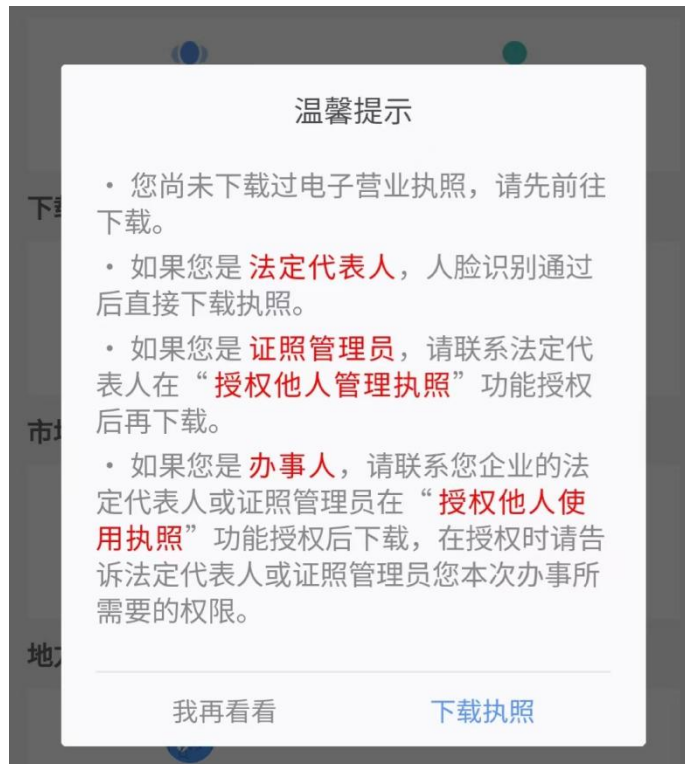 温馨提示
· 您尚未下载过电子营业执照，请先前往
下载。
下
· 如果您是 法定代表人，人脸识别通过
后直接下载执照。
· 如果您是 证照管理员，请联系法定代
表人在“授权他人管理执照”功能授权
后再下载。
市
· 如果您是 办事人，请联系您企业的法
定代表人或证照管理员在“授权他人使
用执照”功能授权后下载，在授权时请告
诉法定代表人或证照管理员您本次办事所
需要的权限。
地
我再看看
下载执照